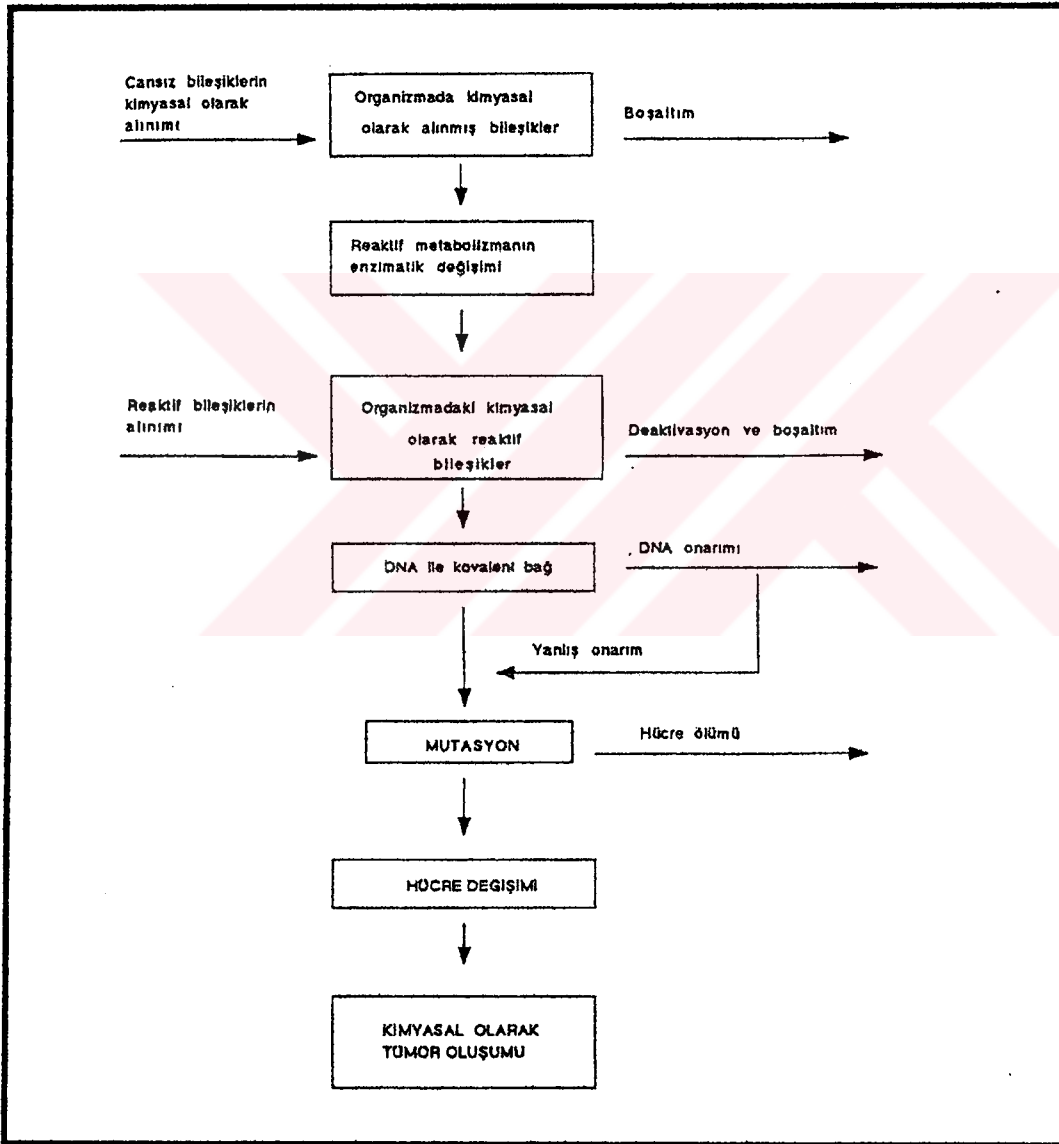 Cansız bileşiklerin
kimyasal olarak
alınımı
Organizmada kimyasal
olarak alınmış bileşikler
Boşaltım
Reaktif metabolizmanın
enzimatik değişimi
Reaktif bileşiklerin
alınımı
Organizmadaki kimyasal
olarak reaktif
bileşikler
Deaktivasyon ve boşaltım
DNA ile kovalent bağ
DNA onarımı
Yanlış onarım
MUTASYON
Hücre ölümü
HÜCRE DEĞIŞIMI
KIMYASAL OLARAK
TÜMÖR OLUŞUMU